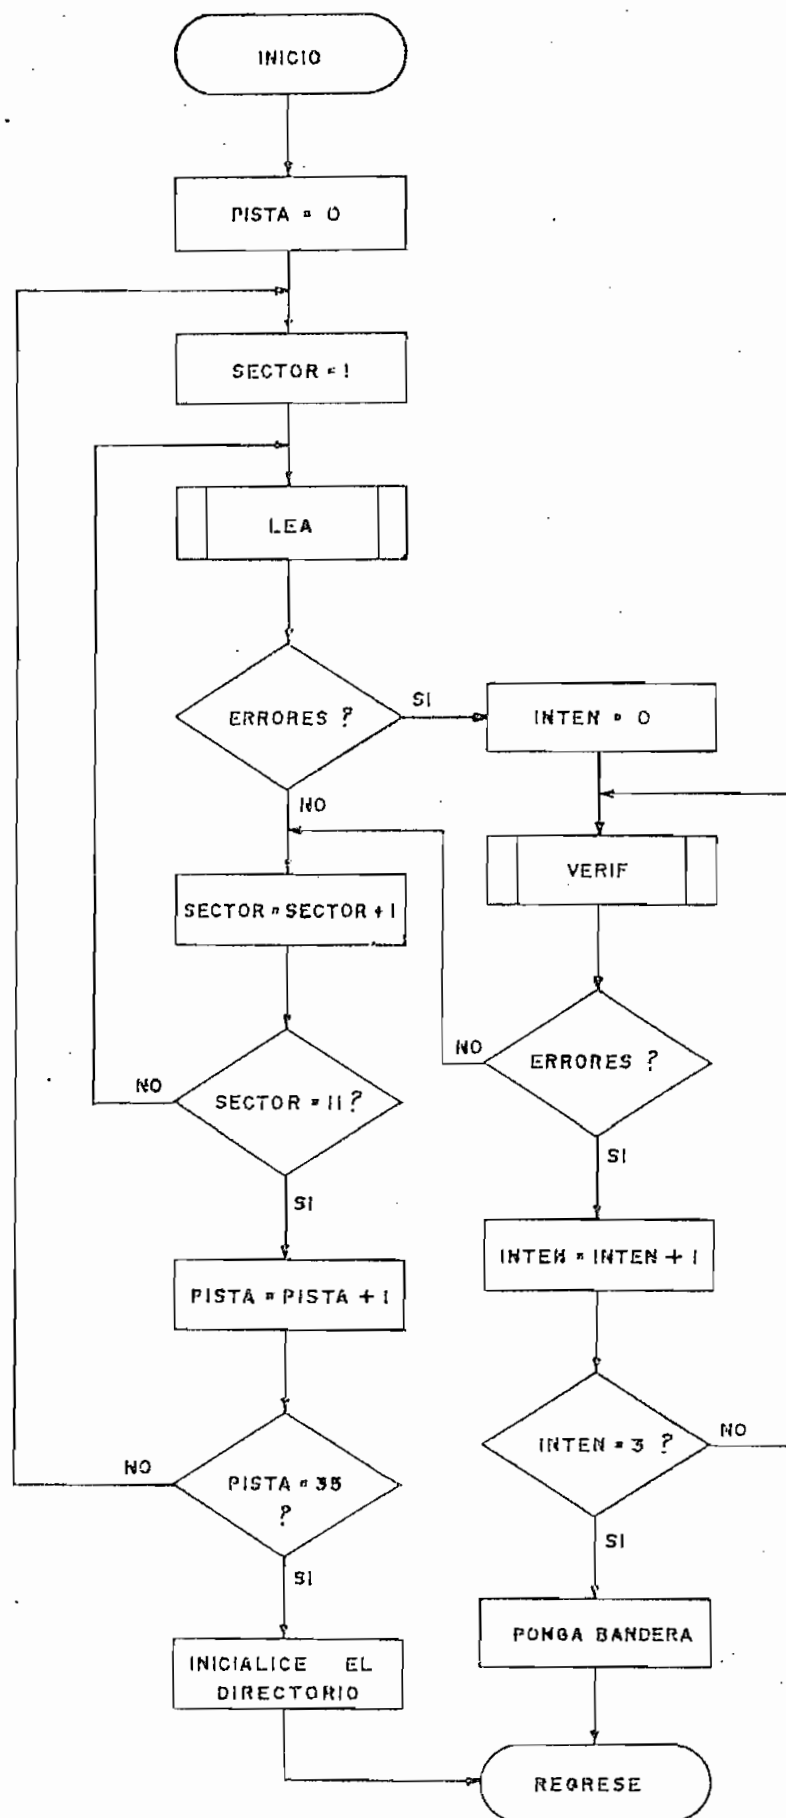 INICIO
PISTA = 0
SECTOR = 1
LEA
ERRORES ?
SI
INTEN = 0
NO
VERIF
SECTOR = SECTOR + 1
ERRORES ?
NO
SI
SECTOR = 11 ?
NO
SI
INTEN = INTEN + 1
PISTA = PISTA + 1
INTEN = 3 ?
NO
SI
PISTA = 35
?
NO
SI
PONGA BANDERA
INICIALICE EL
DIRECTORIO
REGRESE